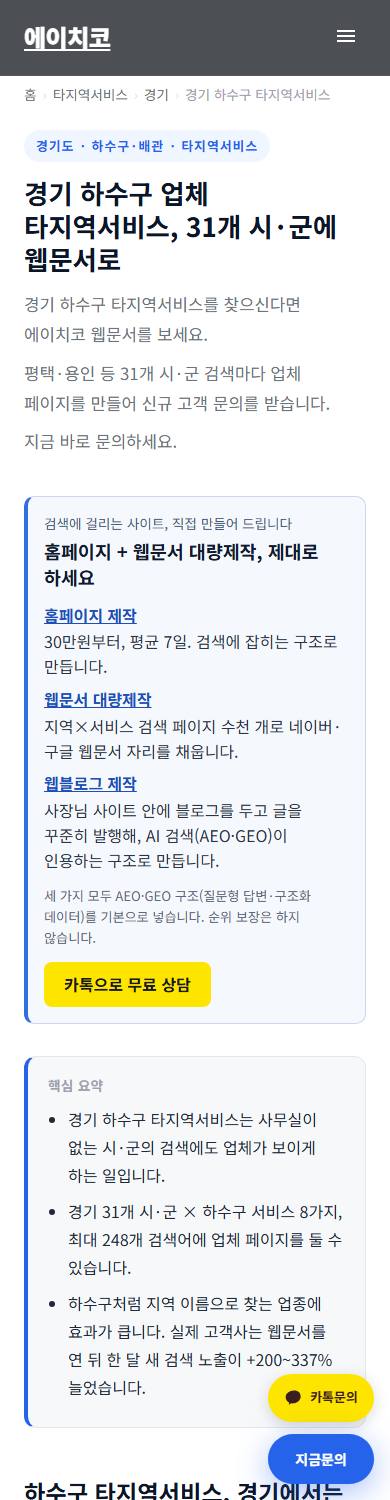 에이치코
홈 › 타지역서비스 › 경기 › 경기 하수구 타지역서비스
경기도 · 하수구·배관 · 타지역서비스
경기 하수구 업체
타지역서비스, 31개 시·군에
웹문서로
경기 하수구 타지역서비스를 찾으신다면
에이치코 웹문서를 보세요.
평택·용인 등 31개 시·군 검색마다 업체
페이지를 만들어 신규 고객 문의를 받습니다.
지금 바로 문의하세요.
검색에 걸리는 사이트, 직접 만들어 드립니다
홈페이지 + 웹문서 대량제작, 제대로
하세요
홈페이지 제작
30만원부터, 평균 7일. 검색에 잡히는 구조로
만듭니다.
웹문서 대량제작
지역×서비스 검색 페이지 수천 개로 네이버·
구글 웹문서 자리를 채웁니다.
웹블로그 제작
사장님 사이트 안에 블로그를 두고 글을
꾸준히 발행해, AI 검색(AEO·GEO)이
인용하는 구조로 만듭니다.
세 가지 모두 AEO·GEO 구조(질문형 답변·구조화
데이터)를 기본으로 넣습니다. 순위 보장은 하지
않습니다.
카톡으로 무료 상담
핵심 요약
• 경기 하수구 타지역서비스는 사무실이
없는 시·군의 검색에도 업체가 보이게
하는 일입니다.
• 경기 31개 시·군 × 하수구 서비스 8가지,
최대 248개 검색어에 업체 페이지를 둘 수
있습니다.
• 하수구처럼 지역 이름으로 찾는 업종에
효과가 큽니다. 실제 고객사는 웹문서를
연 뒤 한 달 새 검색 노출이 +200~337%
늘었습니다.
카톡문의
지금문의
하수구 타지역서비스, 경기에서는